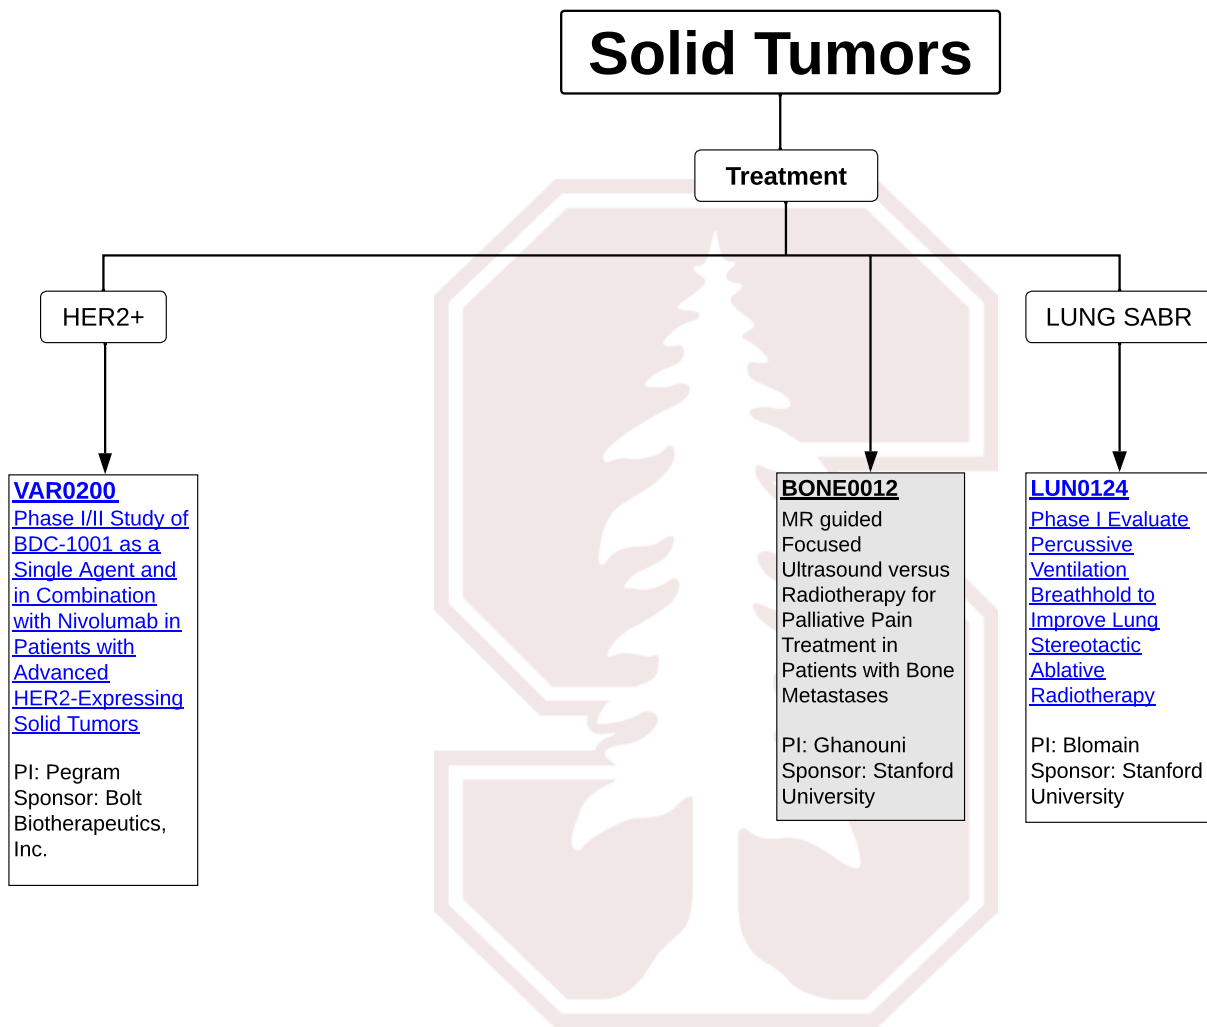 Solid Tumors
Treatment
HER2+
LUNG SABR
VAR0200
Phase I/II Study of
BDC-1001 as a
Single Agent and
in Combination
with Nivolumab in
Patients with
Advanced
HER2-Expressing
Solid Tumors
PI: Pegram
Sponsor: Bolt
Biotherapeutics,
Inc.
BONE0012
MR guided
Focused
Ultrasound versus
Radiotherapy for
Palliative Pain
Treatment in
Patients with Bone
Metastases
PI: Ghanouni
Sponsor: Stanford
University
LUN0124
Phase I Evaluate
Percussive
Ventilation
Breathhold to
Improve Lung
Stereotactic
Ablative
Radiotherapy
PI: Blomain
Sponsor: Stanford
University